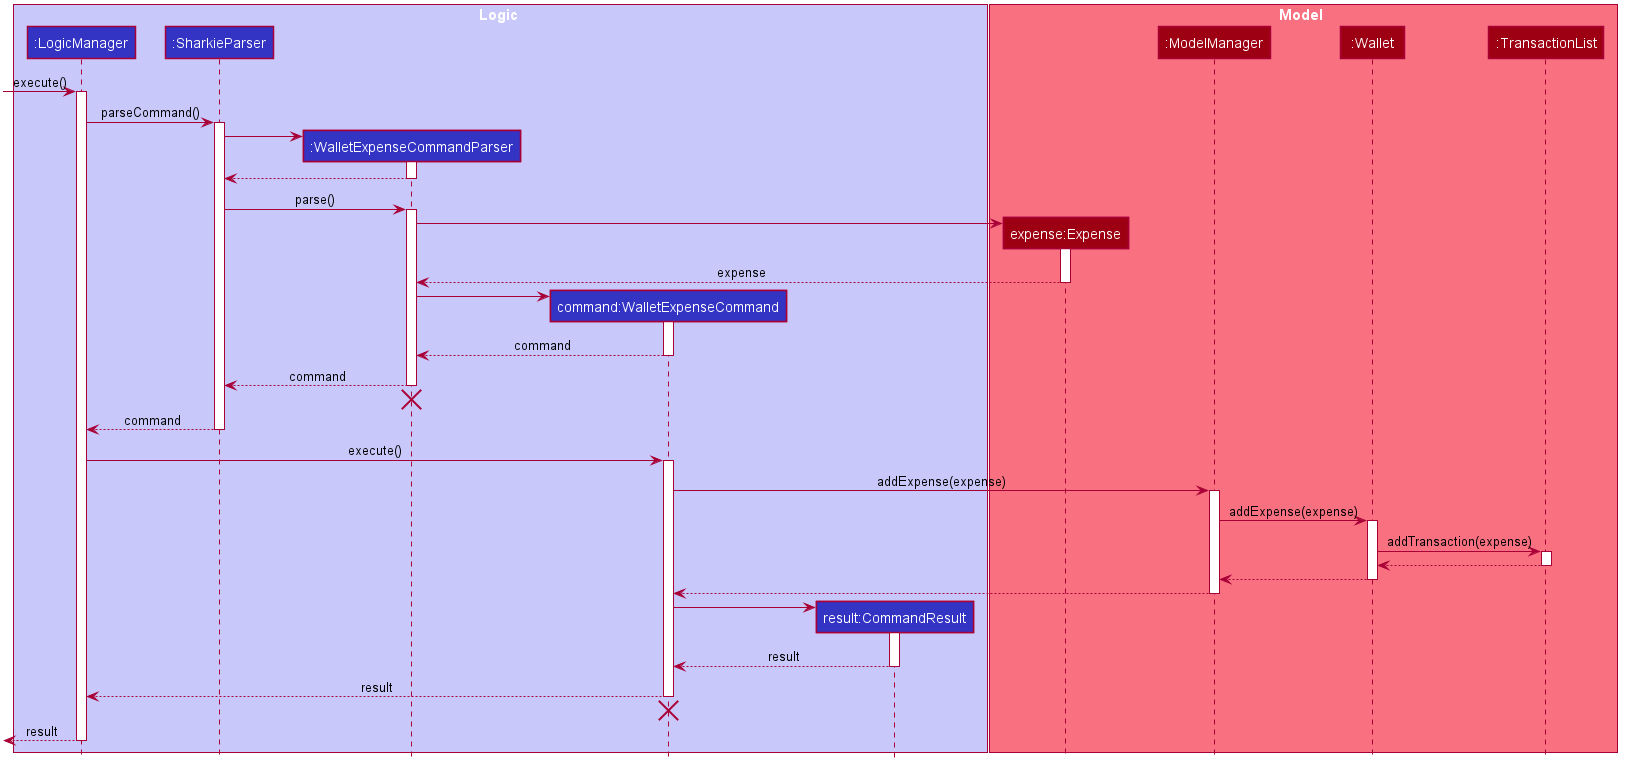 Logic
Model
:LogicManager
:SharkieParser
:ModelManager
:Wallet
:TransactionList
execute()
parseCommand()
:WalletExpenseCommandParser
parse()
expense:Expense
expense
command:WalletExpenseCommand
command
command
command
execute()
addExpense(expense)
addExpense(expense)
addTransaction(expense)
result:CommandResult
result
result
result